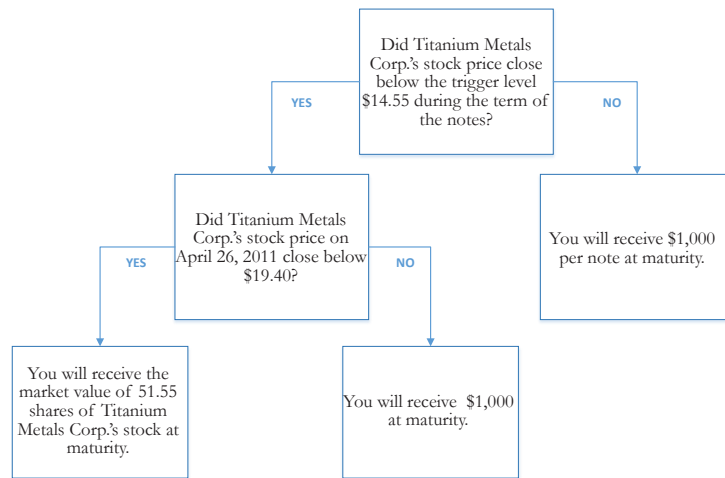 Did Titanium Metals
Corp.'s stock price close
below the trigger level
$14.55 during the term of
the notes?
YES
NO
Did Titanium Metals
Corp.'s stock price on
April 26, 2011 close below
$19.40?
You will receive $1,000
per note at maturity.
YES
NO
You will receive the
market value of 51.55
shares of Titanium
Metals Corp.'s stock at
maturity.
You will receive $1,000
at maturity.